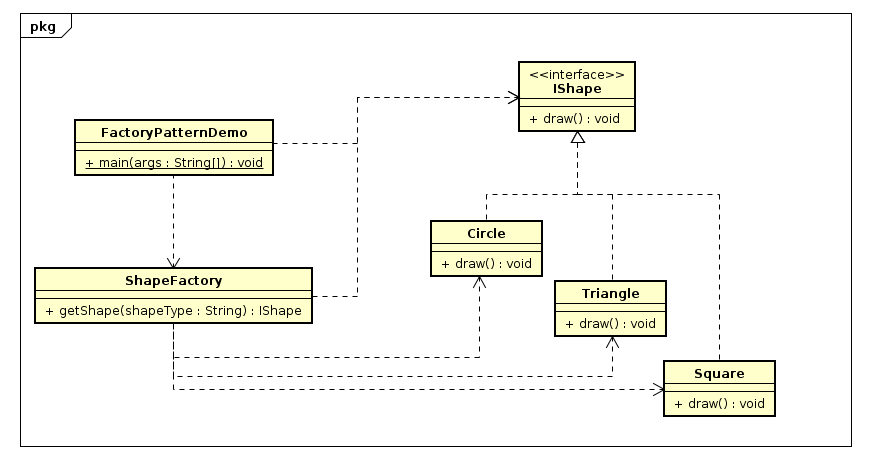 pkg
<<interface>>
IShape
+ draw() : void
FactoryPatternDemo
+ main(args : String[]) : void
Circle
+ draw() : void
ShapeFactory
+ getShape(shapeType : String) : IShape
Triangle
+ draw() : void
Square
+ draw() : void